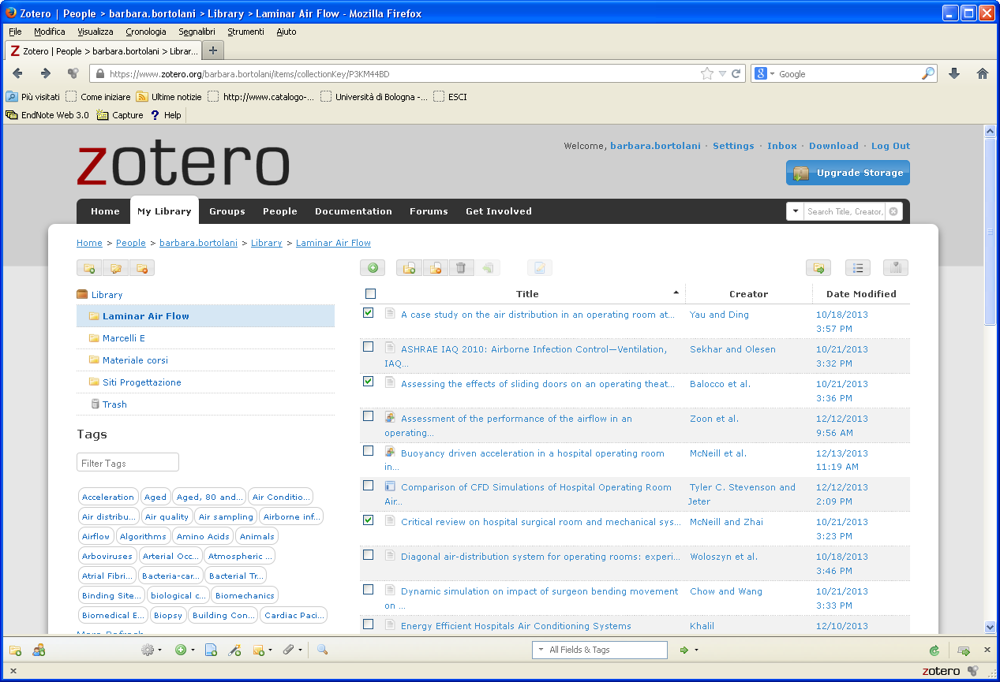 Zotero | People > barbara.bortolani > Library > Laminar Air Flow - Mozilla Firefox
File Modifica Visualizza Cronologia Segnalibri Strumenti Aiuto
Z Zotero | People > barbara.bortolani > Librar...
https://www.zotero.org/barbara.bortolani/items/collectionKey/P3KM44BD
8 Google
Più visitati Come iniziare Ultime notizie http://www.catalogo-... Università di Bologna -... ESCI
EndNote Web 3.0 Capture ? Help
zotero
Welcome, barbara.bortolani · Settings · Inbox · Download · Log Out
Upgrade Storage
Home My Library Groups People Documentation Forums Get Involved
Search Title, Creator,
Home > People > barbara.bortolani > Library > Laminar Air Flow
Library
Laminar Air Flow
Marcelli E
Materiale corsi
Siti Progettazione
Trash
Tags
Filter Tags
Acceleration Aged Aged, 80 and... Air Conditio...
Air distribu... Air quality Air sampling Airborne inf...
Airflow Algorithms Amino Acids Animals
Arboviruses Arterial Occ... Atmospheric ...
Atrial Fibri... Bacteria-car... Bacterial Tr...
Binding Site... biological c... Biomechanics
Biomedical E... Biopsy Building Con... Cardiac Paci...
More Refresh
Title Creator Date Modified
A case study on the air distribution in an operating room at... Yau and Ding 10/18/2013
3:57 PM
ASHRAE IAQ 2010: Airborne Infection Control—Ventilation, Sekhar and Olesen 10/21/2013
IAQ... 3:32 PM
Assessing the effects of sliding doors on an operating theat... Balocco et al. 10/21/2013
3:36 PM
Assessment of the performance of the airflow in an Zoon et al. 12/12/2013
operating... 9:56 AM
Buoyancy driven acceleration in a hospital operating room McNeill et al. 12/13/2013
in... 11:19 AM
Comparison of CFD Simulations of Hospital Operating Room Tyler C. Stevenson and 12/12/2013
Air... Jeter 2:09 PM
Critical review on hospital surgical room and mechanical sys... McNeill and Zhai 10/21/2013
3:23 PM
Diagonal air-distribution system for operating rooms: experi... Woloszyn et al. 10/18/2013
3:46 PM
Dynamic simulation on impact of surgeon bending movement Chow and Wang 10/21/2013
on ... 3:33 PM
Energy Efficient Hospitals Air Conditioning Systems Khalil 12/10/2013
All Fields & Tags
zotero